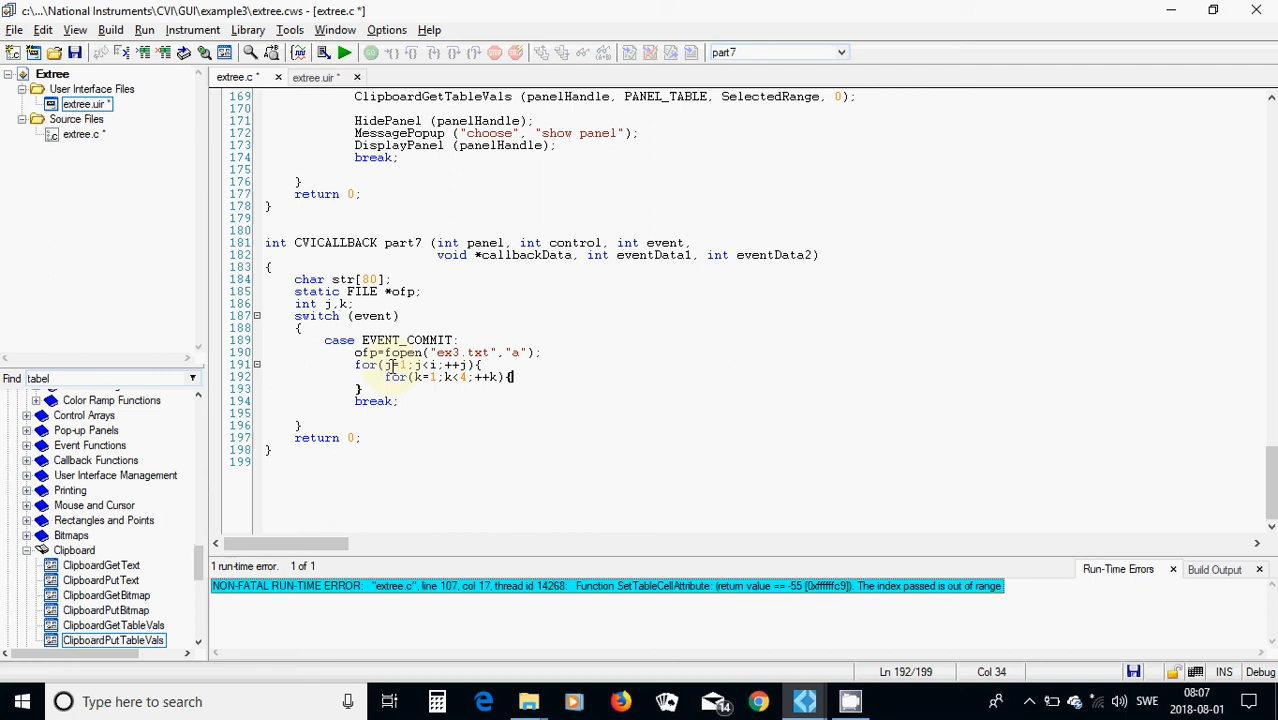 c:\...\National Instruments\CVI\GUI\example3\extree.cws - [extree.c *]
File Edit View Build Run Instrument Library Tools Window Options Help
part7
Extree
User Interface Files
extree.uir *
Source Files
extree.c *
extree.c * extree.uir *
169 ClipboardGetTableVals (panelHandle, PANEL_TABLE, SelectedRange, 0);
170
171 HidePanel (panelHandle);
172 MessagePopup ("choose", "show panel");
173 DisplayPanel (panelHandle);
174 break;
175
176 }
177 return 0;
178 }
179
180
181 int CVICALLBACK part7 (int panel, int control, int event,
182 void *callbackData, int eventData1, int eventData2)
183 {
184 char str[80];
185 static FILE *ofp;
186 int j,k;
187 switch (event)
188 {
189 case EVENT_COMMIT:
190 ofp=fopen("ex3.txt","a");
191 for(j=1;j<i;++j){
192 for(k=1;k<4;++k){
193 }
194 break;
195
196 }
197 return 0;
198 }
199
Find tabel
Color Ramp Functions
Control Arrays
Pop-up Panels
Event Functions
Callback Functions
User Interface Management
Printing
Mouse and Cursor
Rectangles and Points
Bitmaps
Clipboard
ClipboardGetText
ClipboardPutText
ClipboardGetBitmap
ClipboardPutBitmap
ClipboardGetTableVals
ClipboardPutTableVals
1 run-time error. 1 of 1
Run-Time Errors Build Output
NON-FATAL RUN-TIME ERROR: "extree.c", line 107, col 17, thread id 14268: Function SetTableCellAttribute: (return value == -55 [0xffffffc9]). The index passed is out of range
Ln 192/199 Col 34 INS Debug
Type here to search
14
SWE
08:07
2018-08-01